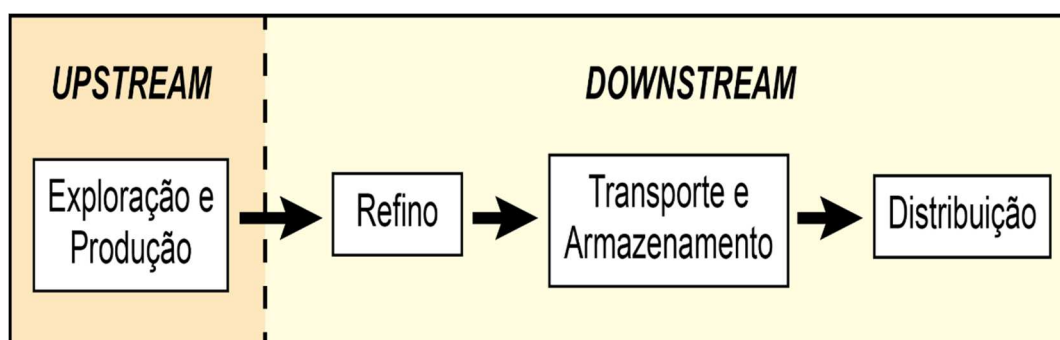 UPSTREAM
DOWNSTREAM
Exploração e
Produção
Refino
Transporte e
Armazenamento
Distribuição